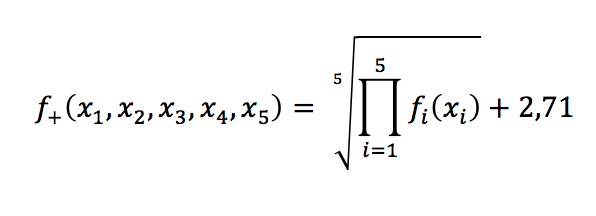 f₊(x₁, x₂, x₃, x₄, x₅) = ⁵√(∏ᵢ₌₁⁵ fᵢ(xᵢ)) + 2,71